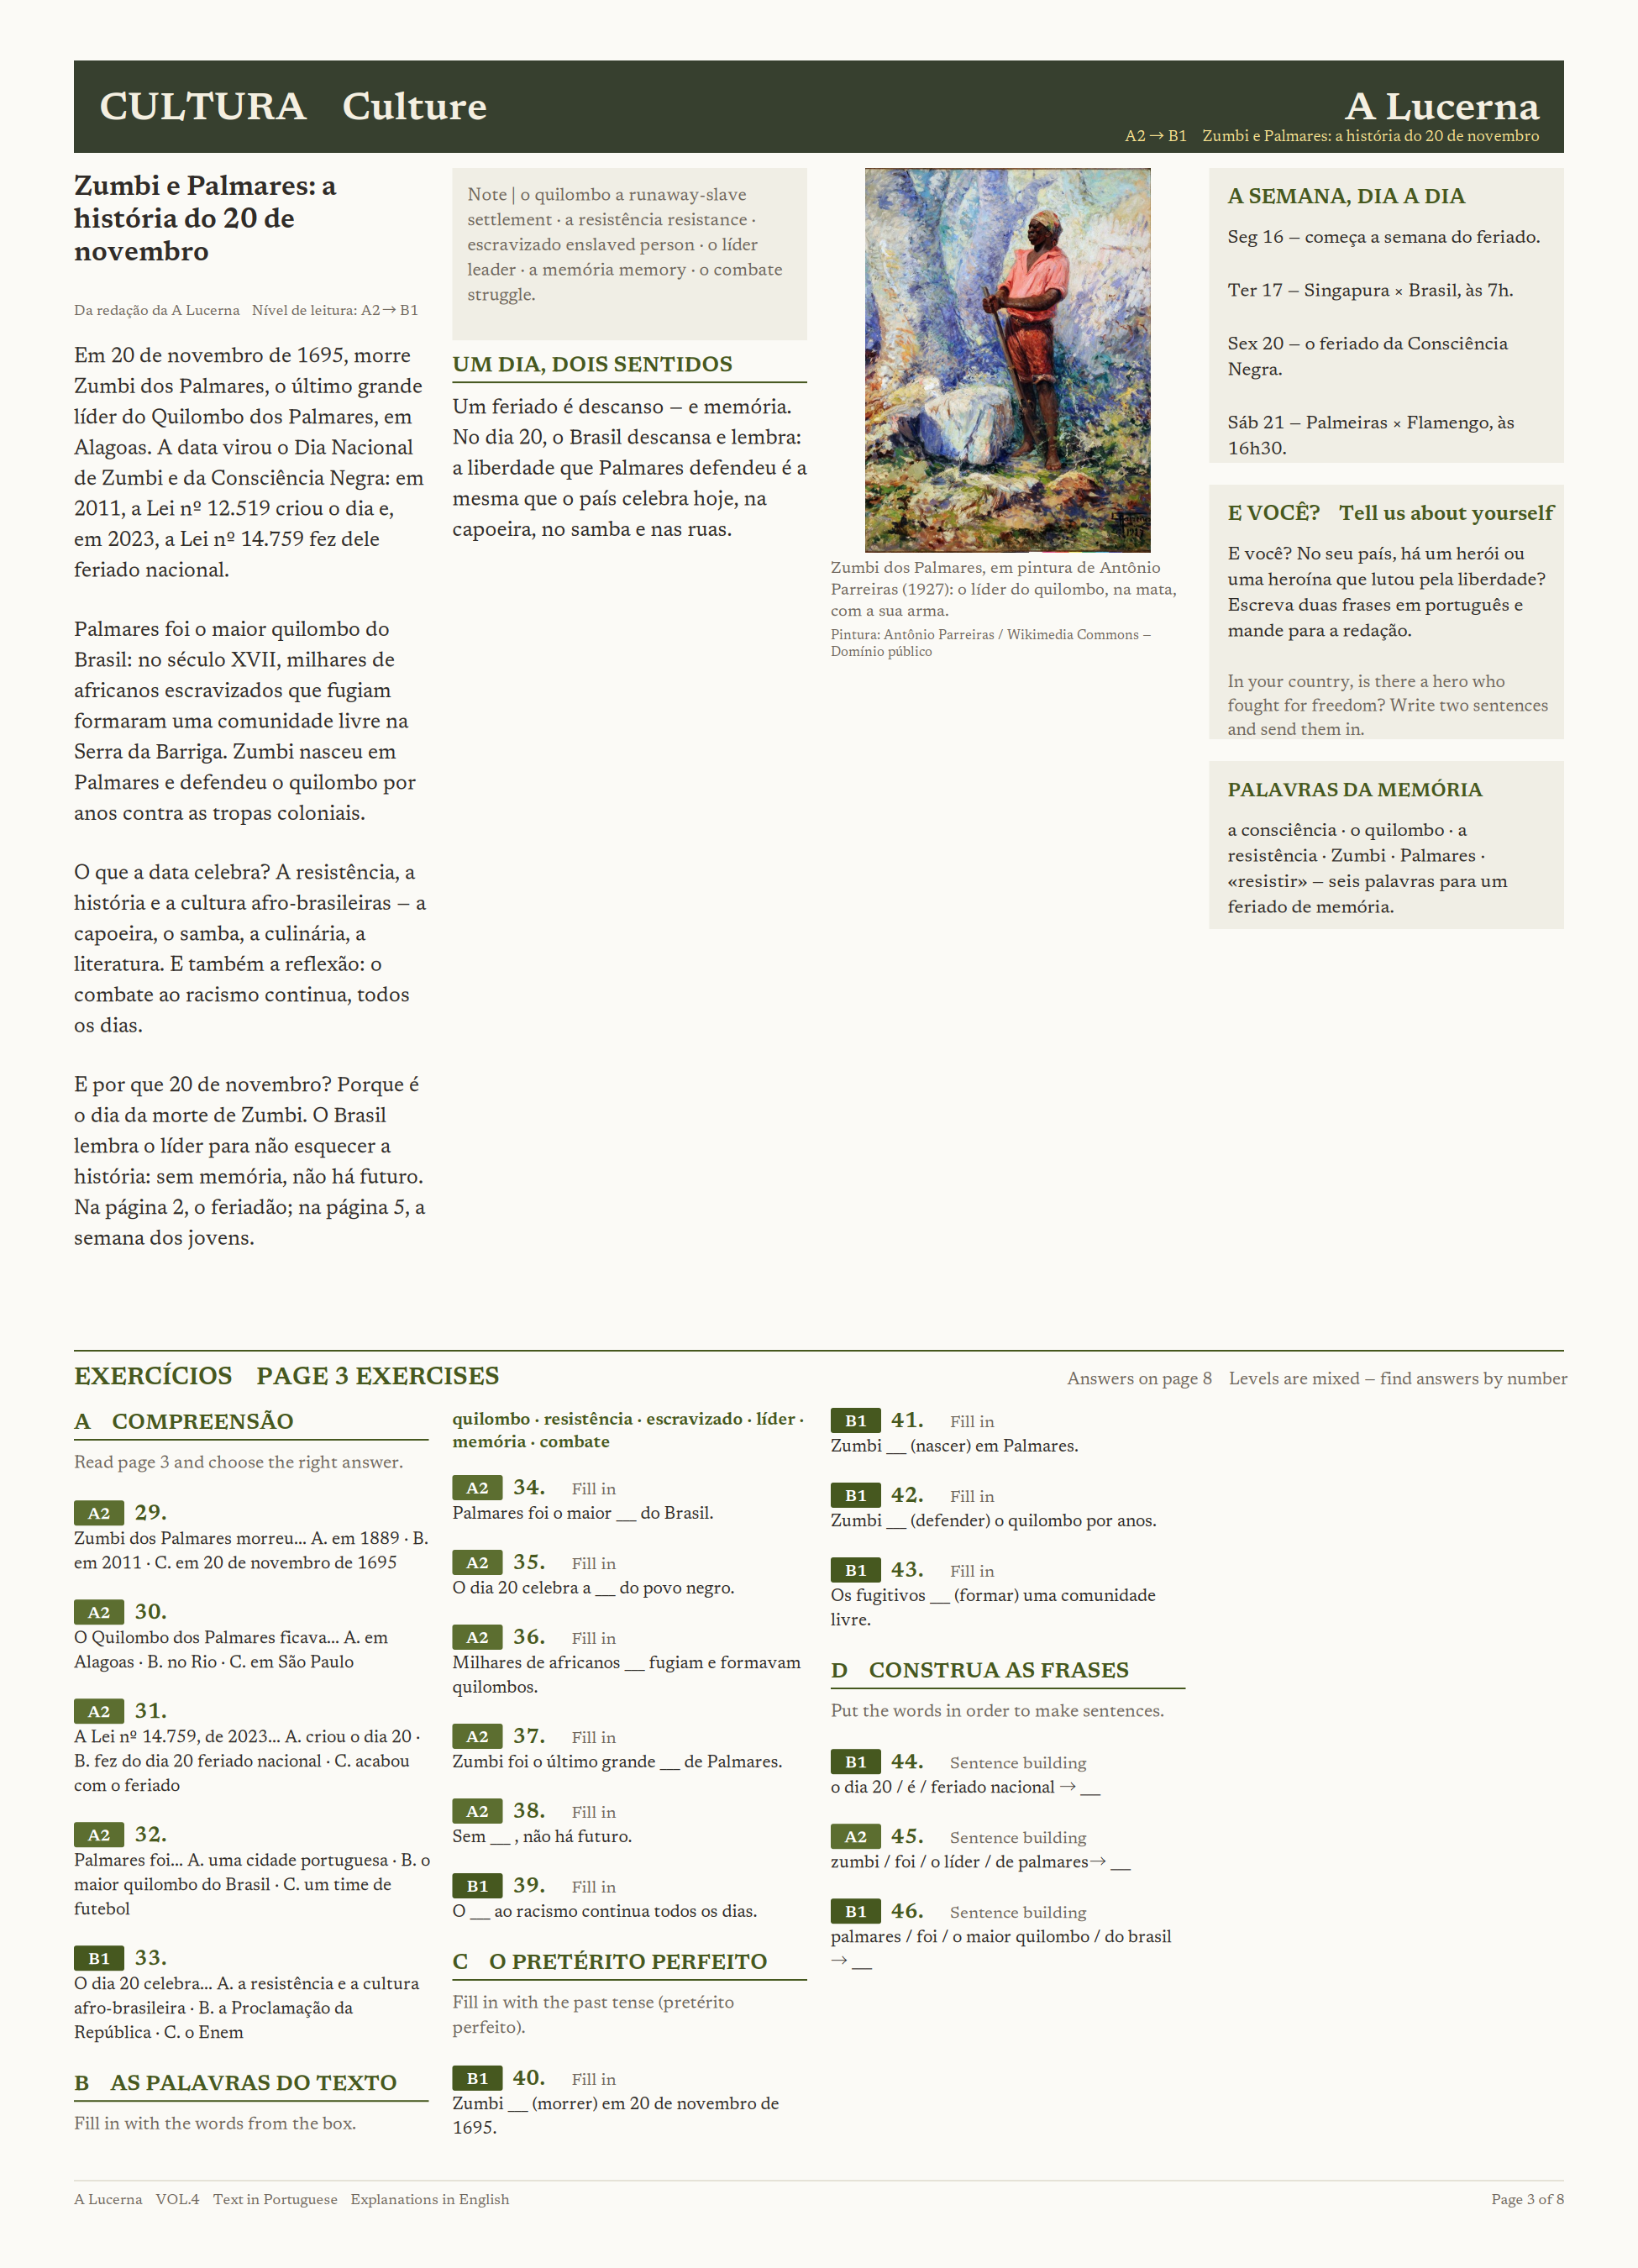 CULTURA Culture
A Lucerna
A2 → B1 Zumbi e Palmares: a história do 20 de novembro
Zumbi e Palmares: a
história do 20 de
novembro
Da redação da A Lucerna Nível de leitura: A2→ B1
Em 20 de novembro de 1695, morre
Zumbi dos Palmares, o último grande
líder do Quilombo dos Palmares, em
Alagoas. A data virou o Dia Nacional
de Zumbi e da Consciência Negra: em
2011, a Lei nº 12.519 criou o dia e,
em 2023, a Lei nº 14.759 fez dele
feriado nacional.
Palmares foi o maior quilombo do
Brasil: no século XVII, milhares de
africanos escravizados que fugiam
formaram uma comunidade livre na
Serra da Barriga. Zumbi nasceu em
Palmares e defendeu o quilombo por
anos contra as tropas coloniais.
O que a data celebra? A resistência, a
história e a cultura afro-brasileiras – a
capoeira, o samba, a culinária, a
literatura. E também a reflexão: o
combate ao racismo continua, todos
os dias.
E por que 20 de novembro? Porque é
o dia da morte de Zumbi. O Brasil
lembra o líder para não esquecer a
história: sem memória, não há futuro.
Na página 2, o feriadão; na página 5, a
semana dos jovens.
Note | o quilombo a runaway-slave
settlement · a resistência resistance ·
escravizado enslaved person · o líder
leader · a memória memory · o combate
struggle.
UM DIA, DOIS SENTIDOS
Um feriado é descanso – e memória.
No dia 20, o Brasil descansa e lembra:
a liberdade que Palmares defendeu é a
mesma que o país celebra hoje, na
capoeira, no samba e nas ruas.
Zumbi dos Palmares, em pintura de Antônio
Parreiras (1927): o líder do quilombo, na mata,
com a sua arma.
Pintura: Antônio Parreiras / Wikimedia Commons –
Domínio público
A SEMANA, DIA A DIA
Seg 16 – começa a semana do feriado.
Ter 17 – Singapura × Brasil, às 7h.
Sex 20 – o feriado da Consciência
Negra.
Sáb 21 – Palmeiras × Flamengo, às
16h30.
E VOCÊ? Tell us about yourself
E você? No seu país, há um herói ou
uma heroína que lutou pela liberdade?
Escreva duas frases em português e
mande para a redação.
In your country, is there a hero who
fought for freedom? Write two sentences
and send them in.
PALAVRAS DA MEMÓRIA
a consciência · o quilombo · a
resistência · Zumbi · Palmares ·
«resistir» – seis palavras para um
feriado de memória.
EXERCÍCIOS PAGE 3 EXERCISES
Answers on page 8 Levels are mixed – find answers by number
A COMPREENSÃO
Read page 3 and choose the right answer.
A2 29.
Zumbi dos Palmares morreu... A. em 1889 · B.
em 2011 · C. em 20 de novembro de 1695
A2 30.
O Quilombo dos Palmares ficava... A. em
Alagoas · B. no Rio · C. em São Paulo
A2 31.
A Lei nº 14.759, de 2023... A. criou o dia 20 ·
B. fez do dia 20 feriado nacional · C. acabou
com o feriado
A2 32.
Palmares foi... A. uma cidade portuguesa · B. o
maior quilombo do Brasil · C. um time de
futebol
B1 33.
O dia 20 celebra... A. a resistência e a cultura
afro-brasileira · B. a Proclamação da
República · C. o Enem
B AS PALAVRAS DO TEXTO
Fill in with the words from the box.
quilombo · resistência · escravizado · líder ·
memória · combate
A2 34. Fill in
Palmares foi o maior __ do Brasil.
A2 35. Fill in
O dia 20 celebra a __ do povo negro.
A2 36. Fill in
Milhares de africanos __ fugiam e formavam
quilombos.
A2 37. Fill in
Zumbi foi o último grande __ de Palmares.
A2 38. Fill in
Sem __ , não há futuro.
B1 39. Fill in
O __ ao racismo continua todos os dias.
C O PRETÉRITO PERFEITO
Fill in with the past tense (pretérito
perfeito).
B1 40. Fill in
Zumbi __ (morrer) em 20 de novembro de
1695.
B1 41. Fill in
Zumbi __ (nascer) em Palmares.
B1 42. Fill in
Zumbi __ (defender) o quilombo por anos.
B1 43. Fill in
Os fugitivos __ (formar) uma comunidade
livre.
D CONSTRUA AS FRASES
Put the words in order to make sentences.
B1 44. Sentence building
o dia 20 / é / feriado nacional → __
A2 45. Sentence building
zumbi / foi / o líder / de palmares→ __
B1 46. Sentence building
palmares / foi / o maior quilombo / do brasil
→ __
A Lucerna VOL.4 Text in Portuguese Explanations in English
Page 3 of 8